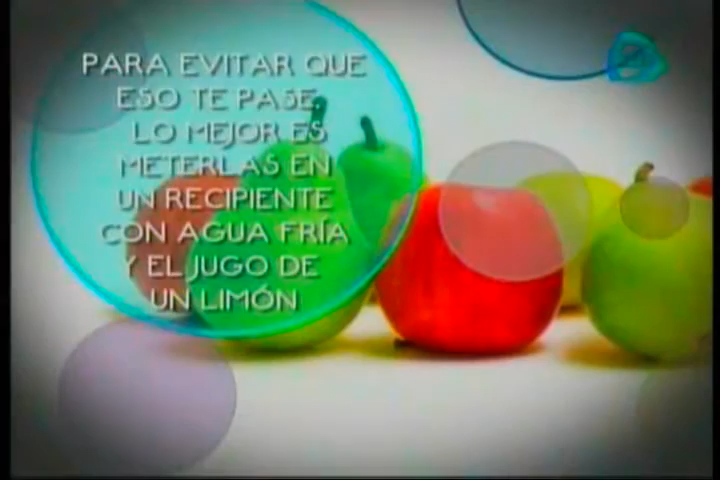 PARA EVITAR QUE
ESO TE PASE,
LO MEJOR ES
METERLAS EN
UN RECIPIENTE
CON AGUA FRÍA
Y EL JUGO DE
UN LIMÓN